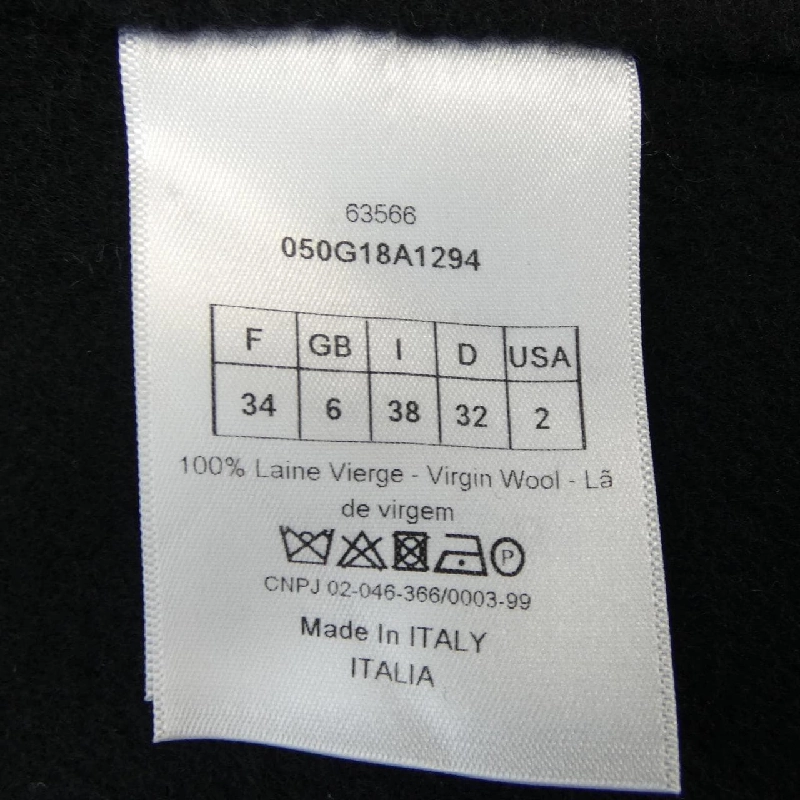 63566
050G18A1294
F GB I D USA
34 6 38 32 2
100% Laine Vierge - Virgin Wool - Lã
de virgem
P
CNPJ 02-046-366/0003-99
Made In ITALY
ITALIA